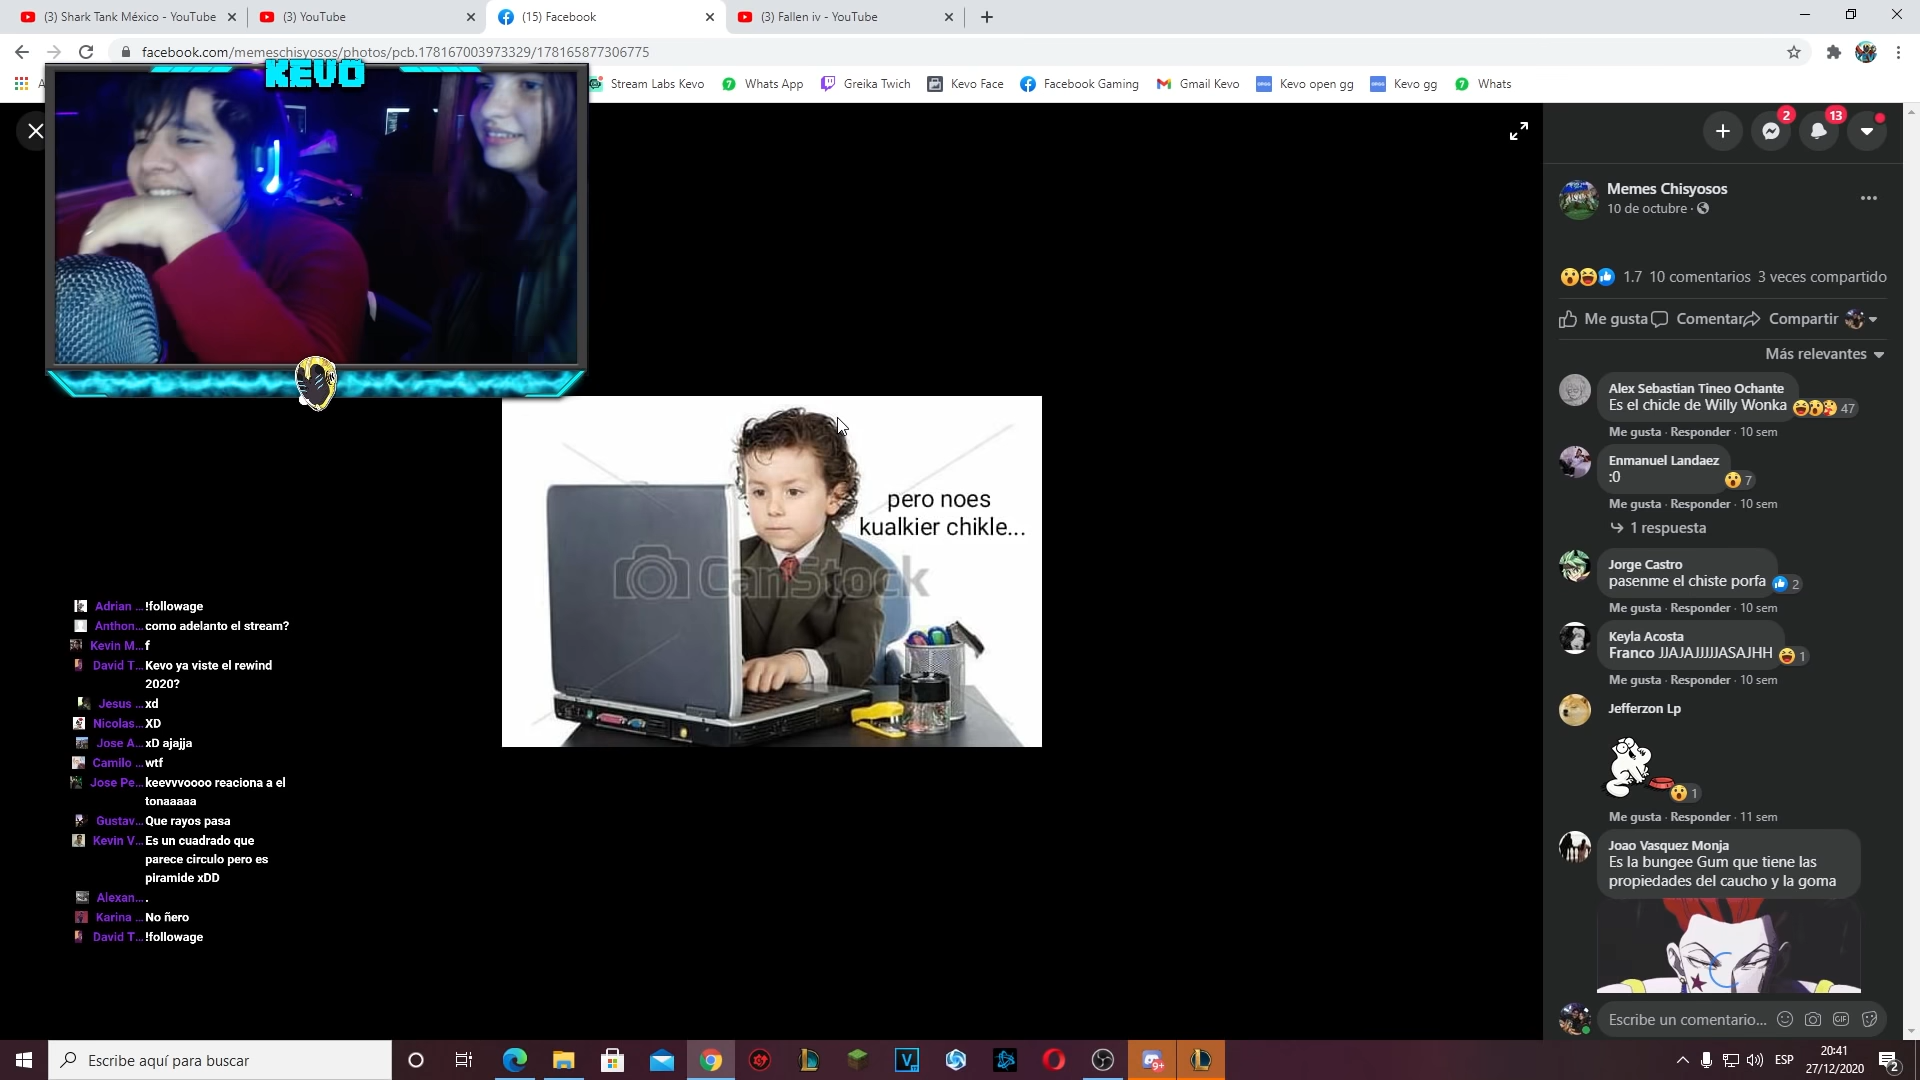 (3) Shark Tank México - YouTube
(3) YouTube
(15) Facebook
(3) Fallen iv - YouTube
facebook.com/memeschisyosos/photos/pcb.178167003973329/178165877306775
Stream Labs Kevo
Whats App
Greika Twich
Kevo Face
Facebook Gaming
Gmail Kevo
Kevo open gg
Kevo gg
Whats
KEVO
2
13
Memes Chisyosos
10 de octubre ·
1.7 10 comentarios 3 veces compartido
Me gusta Comentar Compartir
Más relevantes
Alex Sebastian Tineo Ochante
Es el chicle de Willy Wonka
47
Me gusta · Responder · 10 sem
Enmanuel Landaez
:0
7
Me gusta · Responder · 10 sem
1 respuesta
Jorge Castro
pasenme el chiste porfa
2
Me gusta · Responder · 10 sem
Keyla Acosta
Franco JJAJAJJJJJASAJHH
1
Me gusta · Responder · 10 sem
Jefferzon Lp
1
Me gusta · Responder · 11 sem
Joao Vasquez Monja
Es la bungee Gum que tiene las
propiedades del caucho y la goma
Escribe un comentario...
GIF
pero noes
kualkier chikle...
CanStock
Adrian ... !followage
Anthon... como adelanto el stream?
Kevin M... f
David T... Kevo ya viste el rewind
2020?
Jesus ... xd
Nicolas... XD
Jose A... xD ajajja
Camilo ... wtf
Jose Pe... keevvvoooo reaciona a el
tonaaaaa
Gustav... Que rayos pasa
Kevin V... Es un cuadrado que
parece circulo pero es
piramide xDD
Alexan... .
Karina ... No ñero
David T... !followage
Escribe aquí para buscar
9+
ESP
20:41
27/12/2020
2